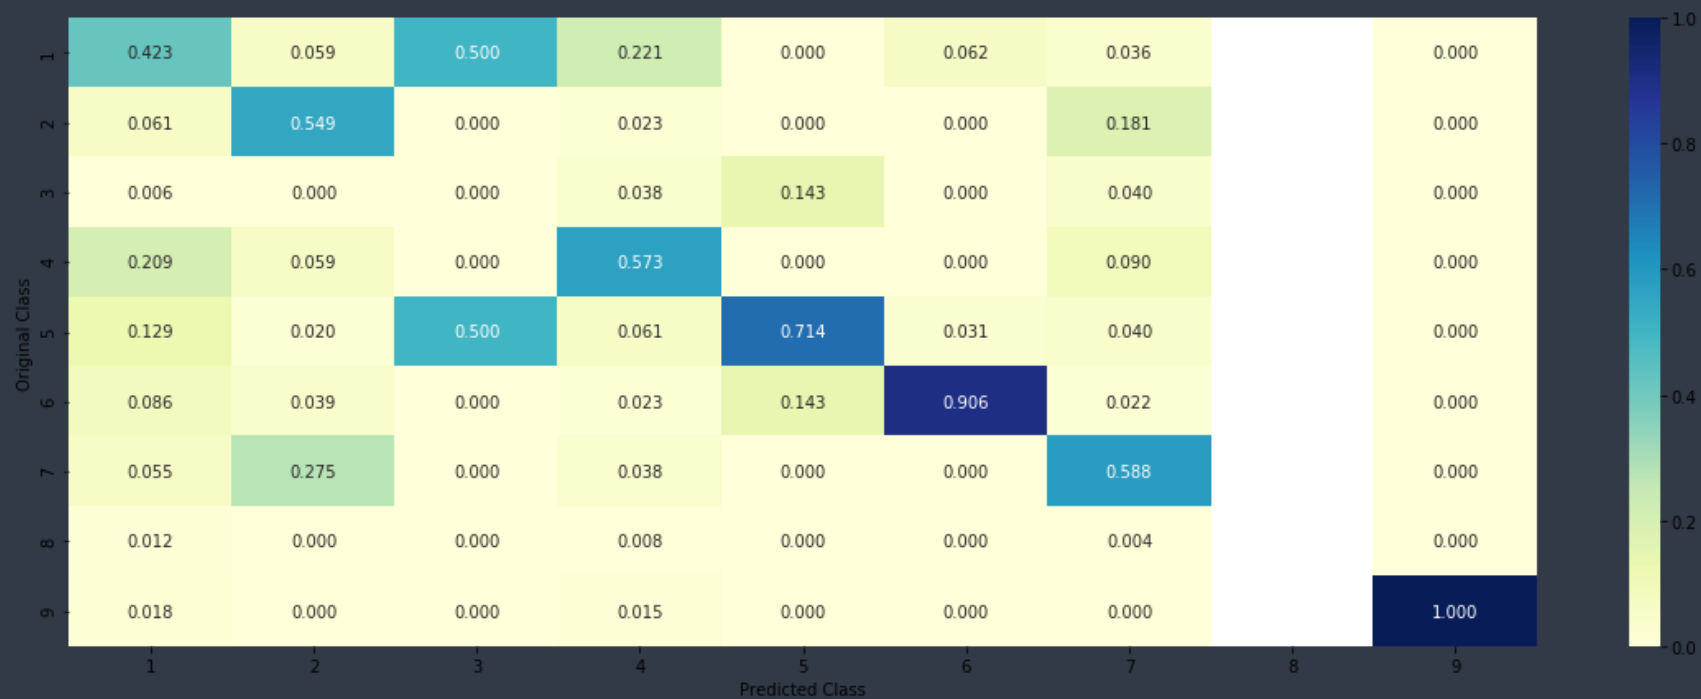 1 0.423 0.059 0.500 0.221 0.000 0.062 0.036 0.000
2 0.061 0.549 0.000 0.023 0.000 0.000 0.181 0.000
3 0.006 0.000 0.000 0.038 0.143 0.000 0.040 0.000
4 0.209 0.059 0.000 0.573 0.000 0.000 0.090 0.000
5 0.129 0.020 0.500 0.061 0.714 0.031 0.040 0.000
6 0.086 0.039 0.000 0.023 0.143 0.906 0.022 0.000
7 0.055 0.275 0.000 0.038 0.000 0.000 0.588 0.000
8 0.012 0.000 0.000 0.008 0.000 0.000 0.004 0.000
9 0.018 0.000 0.000 0.015 0.000 0.000 0.000 1.000
1 2 3 4 5 6 7 8 9
Predicted Class
Original Class
1.0
0.8
0.6
0.4
0.2
0.0